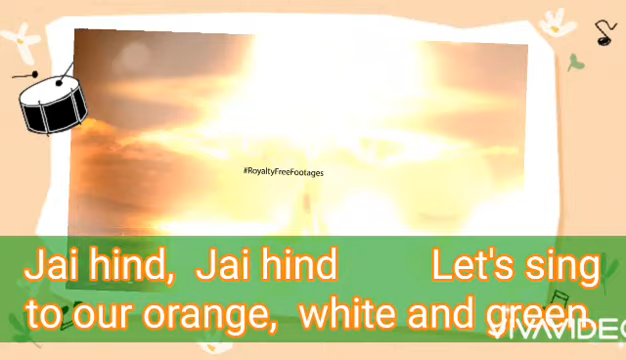 #RoyaltyFreeFootages
Jai hind, Jai hind Let's sing
to our orange, white and green
VIVAVIDEO